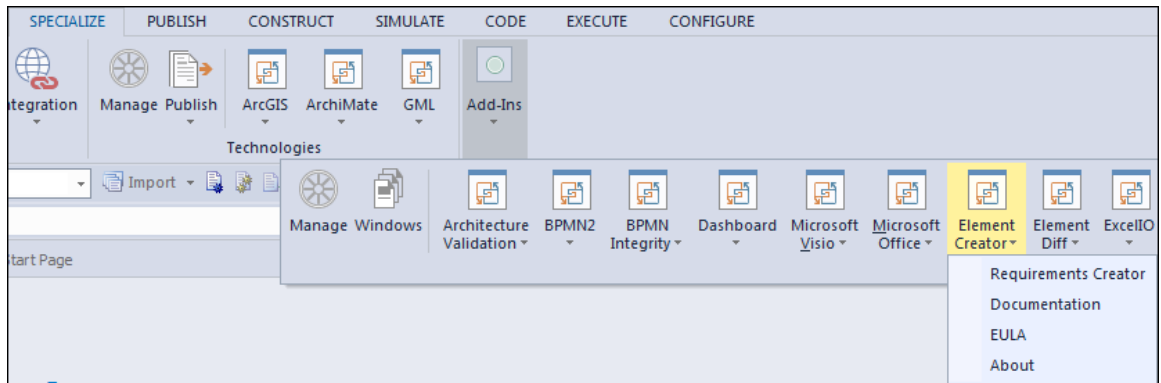 SPECIALIZE PUBLISH CONSTRUCT SIMULATE CODE EXECUTE CONFIGURE
ntegration Manage Publish ArcGIS ArchiMate GML Add-Ins
Technologies
Import
Manage Windows Architecture Validation BPMN2 BPMN Integrity Dashboard Microsoft Visio Microsoft Office Element Creator Element Diff ExcelIO
Start Page
Requirements Creator
Documentation
EULA
About